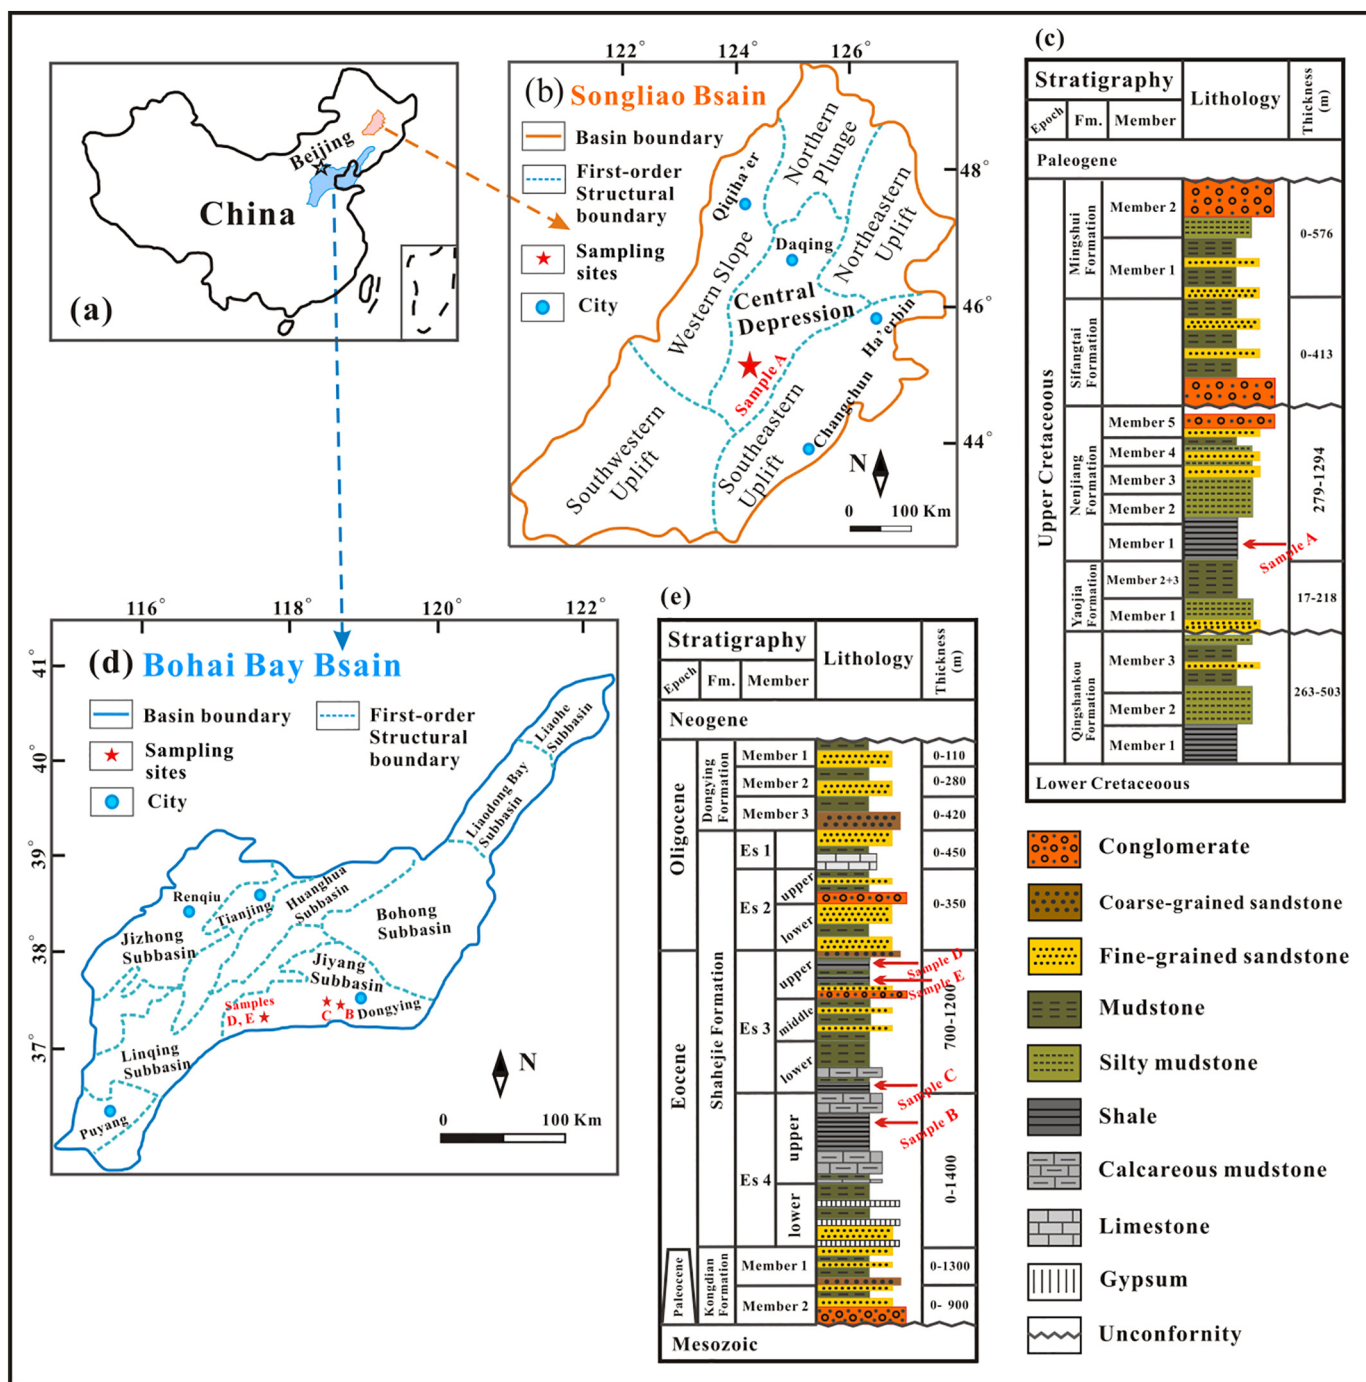 Beijing
China
(a)
122°
124°
126°
(b) Songliao Bsain
Basin boundary
First-order
Structural
boundary
Sampling
sites
City
48°
46°
44°
Northern
Plunge
Qiqiha'er
Northeastern
Uplift
Daqing
Western Slope
Central
Depression
Ha'erbin
Sample A
Changchun
Southeastern
Uplift
Southwestern
Uplift
N
0 100 Km
(c)
Stratigraphy
Lithology
Thickness
(m)
Epoch
Fm.
Member
Paleogene
Upper Cretaceous
Mingshui
Formation
Member 2
Member 1
0-576
Sifangtai
Formation
0-413
Nenjiang
Formation
Member 5
Member 4
Member 3
Member 2
Member 1
279-1294
Sample A
Yaojia
Formation
Member 2+3
Member 1
17-218
Qingshankou
Formation
Member 3
Member 2
Member 1
263-503
Lower Cretaceoous
116°
118°
120°
122°
41°
40°
39°
38°
37°
(d) Bohai Bay Bsain
Basin boundary
First-order
Structural
boundary
Sampling
sites
City
Liaohe
Subbasin
Liaodong Bay
Subbasin
Renqiu
Tianjing
Huanghua
Subbasin
Bohong
Subbasin
Jizhong
Subbasin
Jiyang
Subbasin
Samples
D, E
C
B
Dongying
Linqing
Subbasin
Puyang
N
0 100 Km
(e)
Stratigraphy
Lithology
Thickness
(m)
Epoch
Fm.
Member
Neogene
Oligocene
Dongying
Formation
Member 1
0-110
Member 2
0-280
Member 3
0-420
Shahejie Formation
Es 1
0-450
Es 2
upper
lower
0-350
Eocene
Es 3
upper
middle
lower
700-1200
Sample D
Sample E
Sample C
Sample B
Es 4
upper
lower
0-1400
Paleocene
Kongdian
Formation
Member 1
0-1300
Member 2
0- 900
Mesozoic
Conglomerate
Coarse-grained sandstone
Fine-grained sandstone
Mudstone
Silty mudstone
Shale
Calcareous mudstone
Limestone
Gypsum
Unconfornity